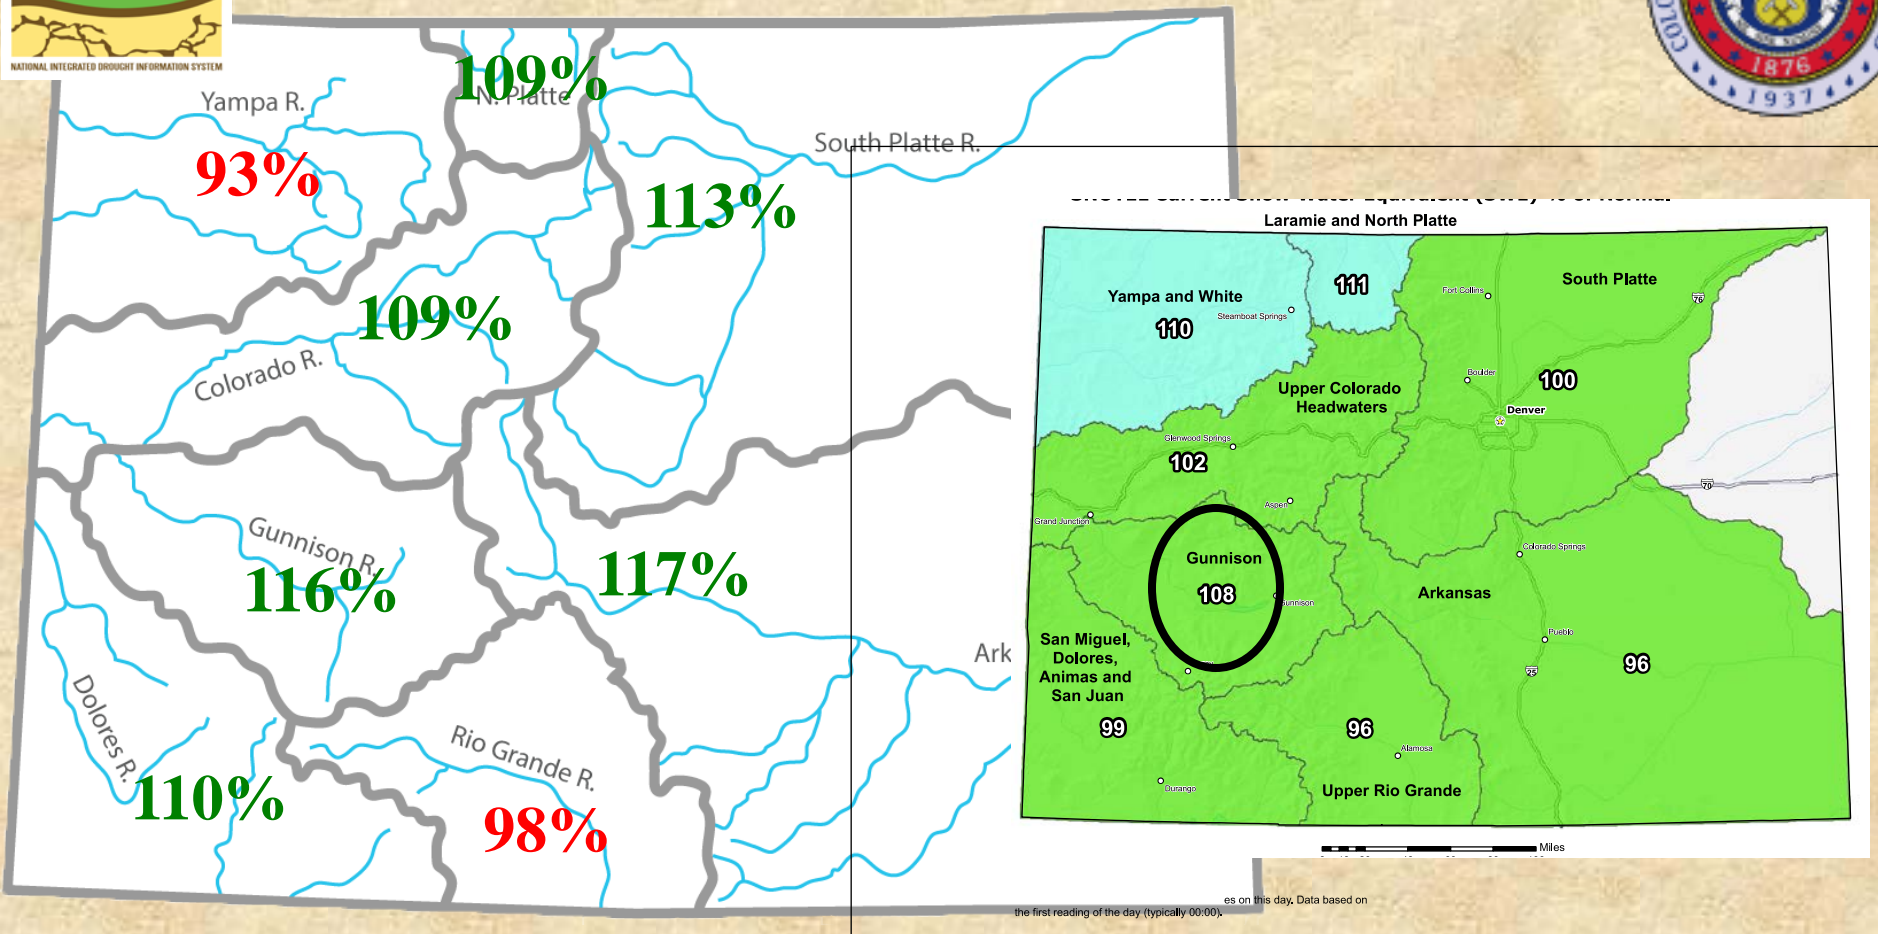 NATIONAL INTEGRATED DROUGHT INFORMATION SYSTEM
1876
1937
109%
N. Platte
Yampa R.
93%
South Platte R.
113%
109%
Colorado R.
Gunnison R.
116%
117%
Ark
Dolores R.
110%
Rio Grande R.
98%
Laramie and North Platte
111
South Platte
Fort Collins
76
Yampa and White
110
Steamboat Springs
Boulder
100
Upper Colorado
Headwaters
Denver
Glenwood Springs
102
70
Aspen
Grand Junction
Colorado Springs
Gunnison
108
Gunnison
Arkansas
Pueblo
San Miguel,
Dolores,
Animas and
San Juan
99
25
96
96
Alamosa
Durango
Upper Rio Grande
Miles
es on this day. Data based on
the first reading of the day (typically 00:00).